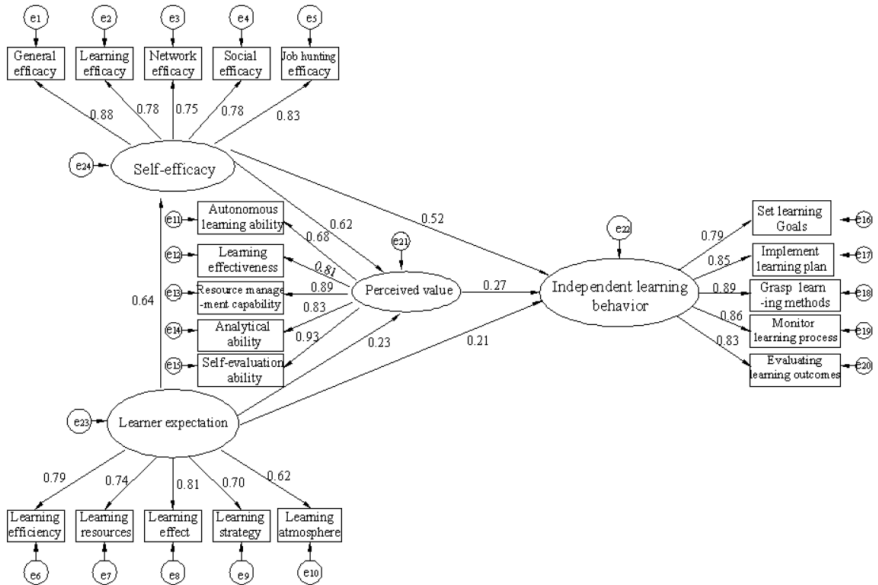 e1 e2 e3 e4 e5
General Learning Network Social Job hunting
efficacy efficacy efficacy efficacy efficacy
0.88 0.78 0.75 0.78 0.83
e24
Self-efficacy
0.52
0.62
e11
Autonomous
learning ability
0.68
e12
Learning
effectiveness
0.81
e13
Resource manage
-ment capability
0.89
e14
Analytical
ability
0.83
e15
Self-evaluation
ability
0.93
0.64
e21
Perceived value
0.27
0.23
0.21
e22
Independent learning
behavior
0.79
Set learning
Goals
e16
0.85
Implement
learning plan
e17
0.89
Grasp learn
-ing methods
e18
0.86
Monitor
learning process
e19
0.83
Evaluating
learning outcomes
e20
e23
Learner expectation
0.79 0.74 0.81 0.70 0.62
Learning Learning Learning Learning Learning
efficiency resources effect strategy atmosphere
e6 e7 e8 e9 e10